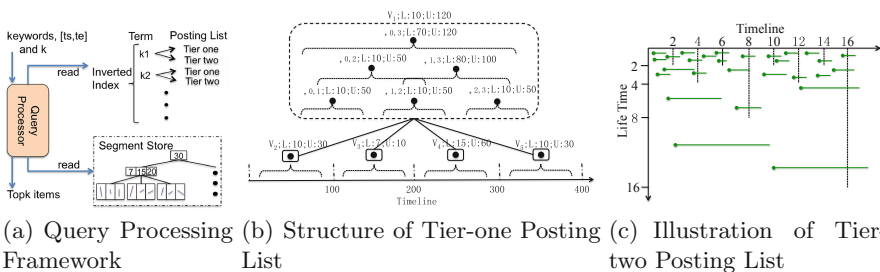 keywords, [ts,te]
and k
read
Query
Processor
read
Topk items
Term
Posting List
Inverted
Index
k1
Tier one
Tier two
k2
Tier one
Tier two
Segment Store
30
7 15 20
V₁;L:10;U:120
,0,3;L:70;U:120
,0,2;L:10;U:50
,1,3;L:80;U:100
,0,1;L:10;U:50
,1,2;L:10;U:50
,2,3;L:10;U:50
V₂;L:10;U:30
V₃;L:7;U:10
V₄;L:15;U:60
V₅;L:10;U:30
100 200 300 400
Timeline
Timeline
2 4 6 8 10 12 14 16
Life Time
2
4
8
16
(a) Query Processing Framework
(b) Structure of Tier-one Posting List
(c) Illustration of Tier-two Posting List